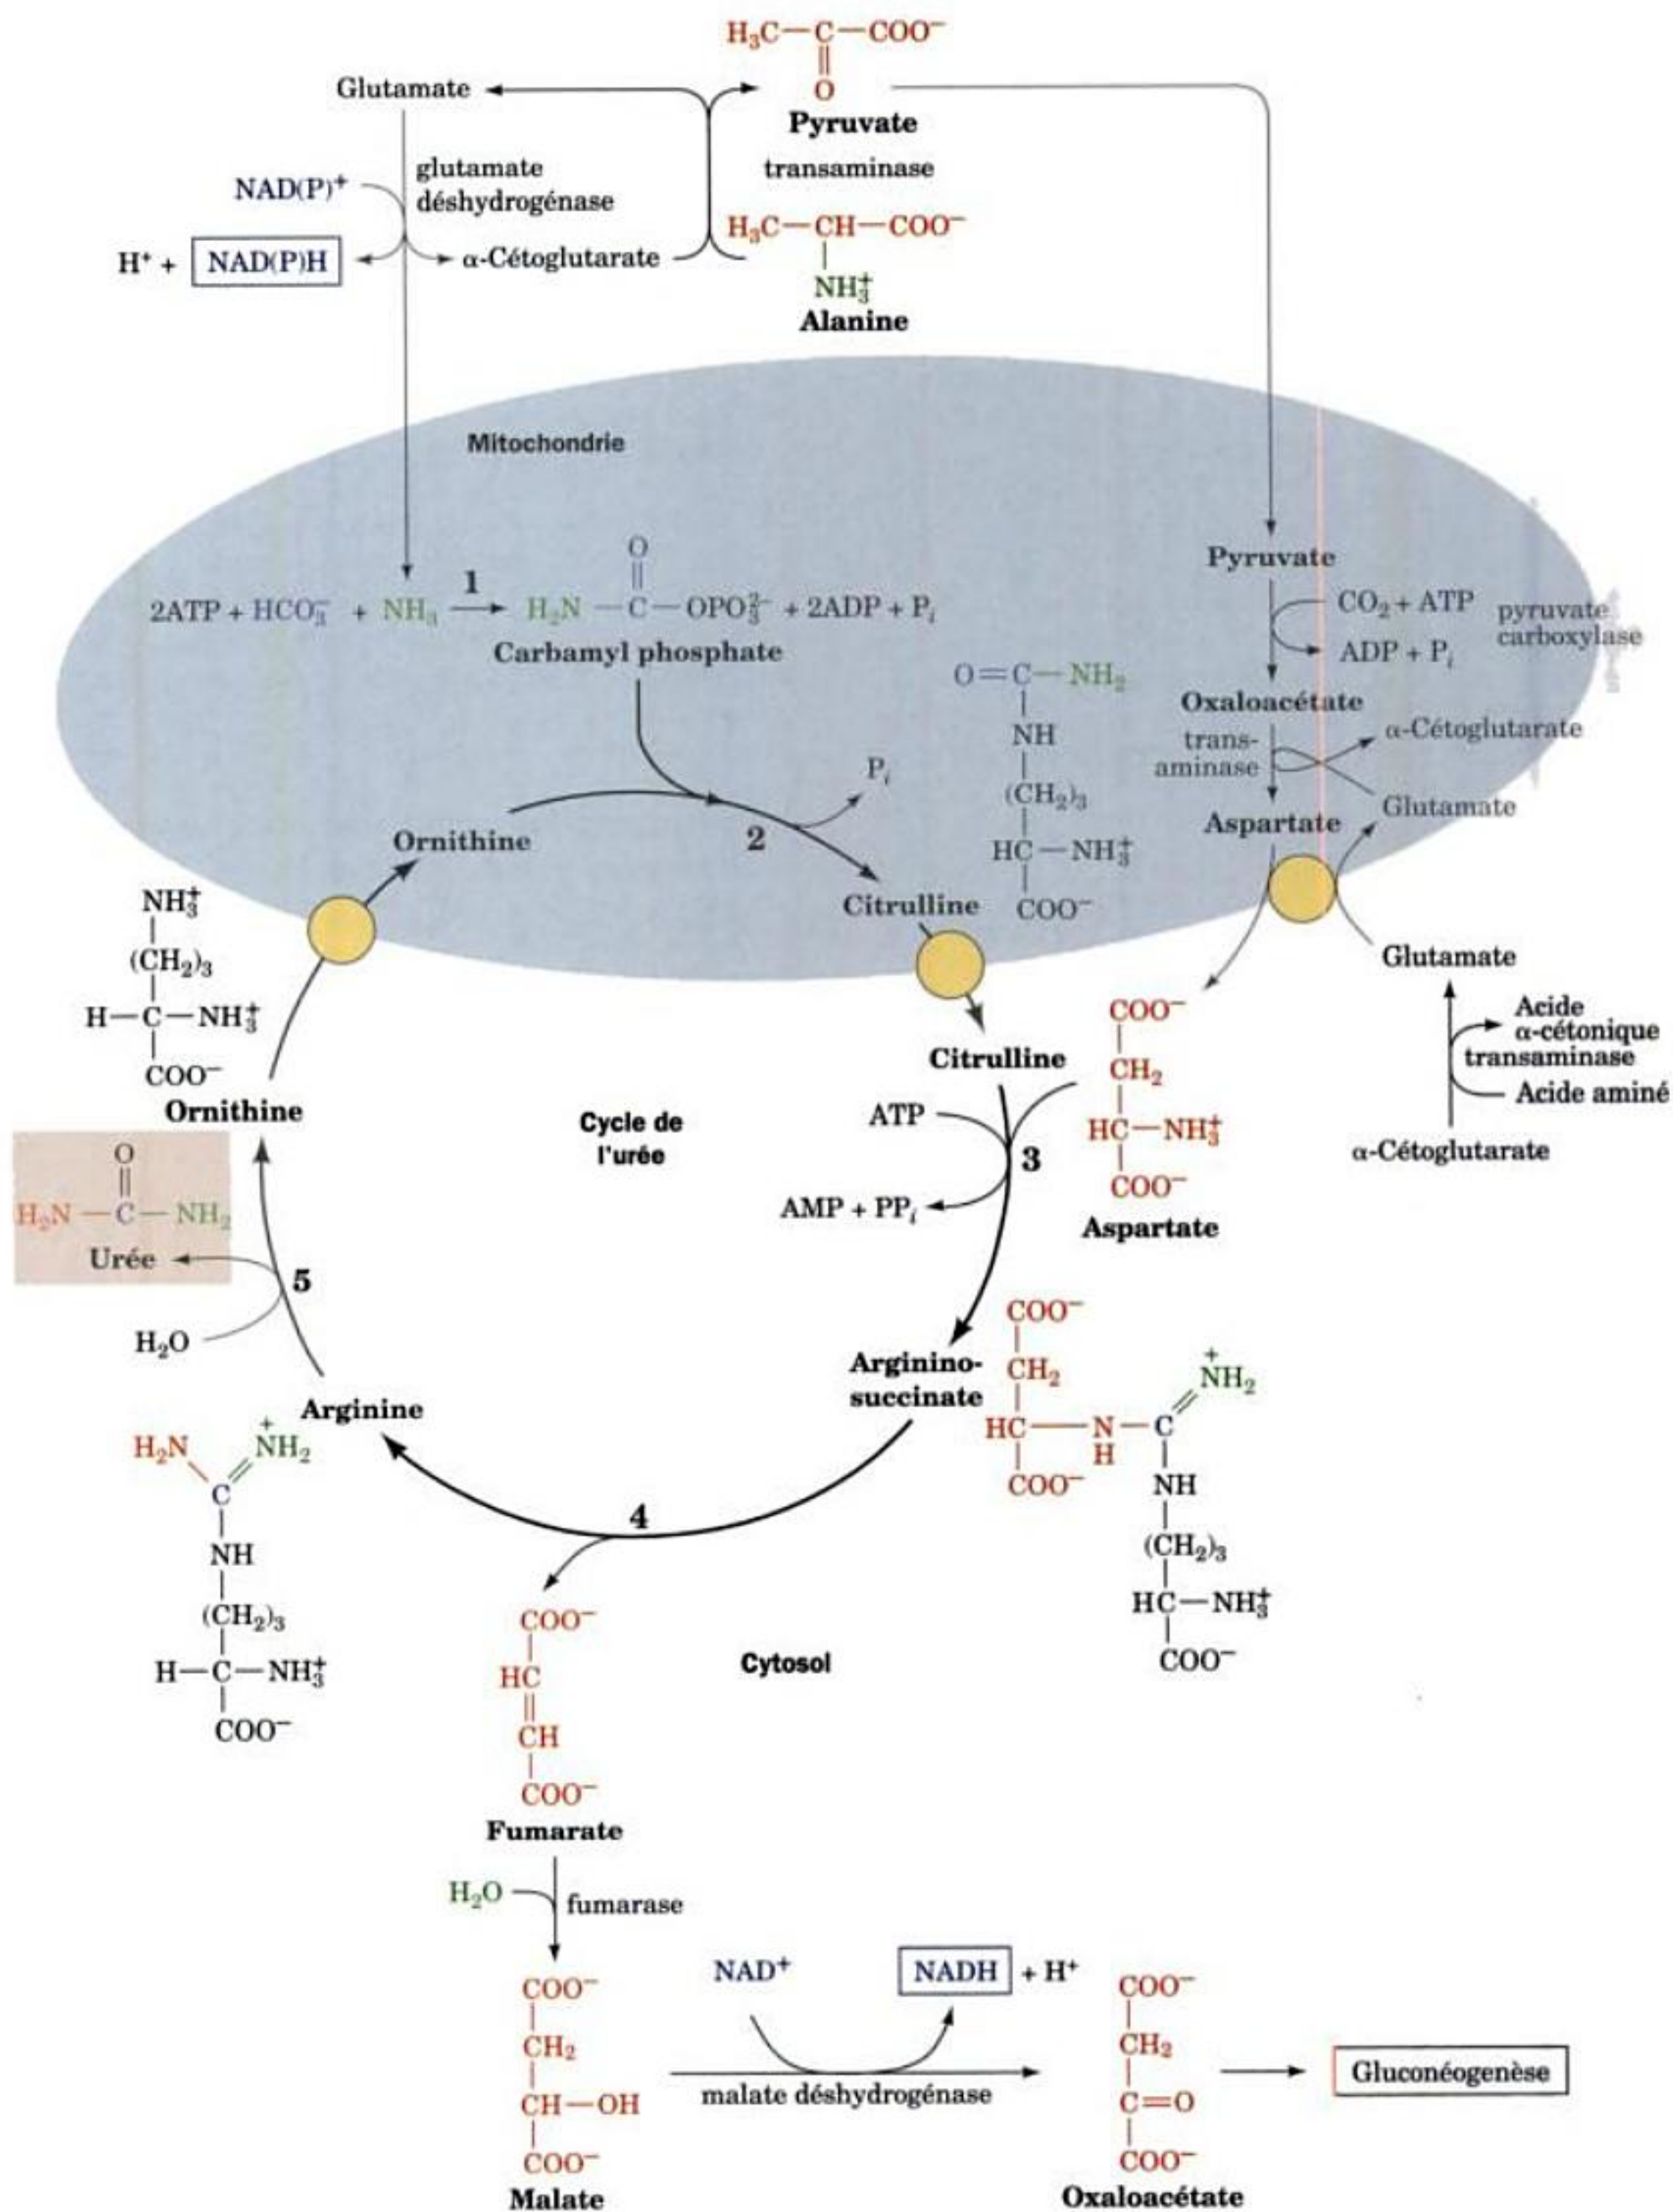 H₃C—C—COO⁻
O
Pyruvate
Glutamate
transaminase
glutamate
déshydrogénase
NAD(P)⁺
H⁺ + NAD(P)H
α-Cétoglutarate
H₃C—CH—COO⁻
NH₃⁺
Alanine
Mitochondrie
O
1
2ATP + HCO₃⁻ + NH₃ → H₂N—C—OPO₃²⁻ + 2ADP + Pᵢ
Carbamyl phosphate
Pyruvate
CO₂ + ATP
ADP + Pᵢ
pyruvate
carboxylase
Oxaloacétate
trans-
aminase
α-Cétoglutarate
Glutamate
Aspartate
O=C—NH₂
NH
(CH₂)₃
HC—NH₃⁺
COO⁻
Pᵢ
2
Ornithine
Citrulline
NH₃⁺
(CH₂)₃
H—C—NH₃⁺
COO⁻
Ornithine
Glutamate
Acide
α-cétonique
transaminase
Acide aminé
α-Cétoglutarate
Citrulline
ATP
3
AMP + PPᵢ
COO⁻
CH₂
HC—NH₃⁺
COO⁻
Aspartate
Cycle de
l'urée
O
H₂N—C—NH₂
Urée
5
H₂O
Arginino-
succinate
COO⁻
CH₂
HC—N—C
H
COO⁻
⁺
NH₂
NH
(CH₂)₃
HC—NH₃⁺
COO⁻
Arginine
⁺
H₂N NH₂
C
NH
(CH₂)₃
H—C—NH₃⁺
COO⁻
4
Cytosol
COO⁻
HC
CH
COO⁻
Fumarate
H₂O
fumarase
COO⁻
CH₂
CH—OH
COO⁻
Malate
NAD⁺
NADH + H⁺
malate déshydrogénase
COO⁻
CH₂
C=O
COO⁻
Oxaloacétate
Gluconéogenèse